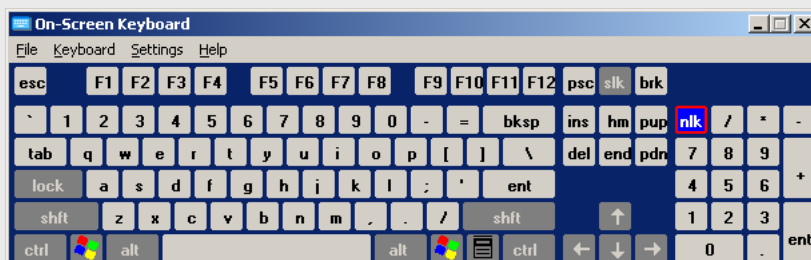 On-Screen Keyboard
File Keyboard Settings Help
esc F1 F2 F3 F4 F5 F6 F7 F8 F9 F10 F11 F12 psc slk brk
` 1 2 3 4 5 6 7 8 9 0 - = bksp ins hm pup nlk / * -
tab q w e r t y u i o p [ ] \ del end pdn 7 8 9 +
lock a s d f g h j k l ; ' ent 4 5 6
shft z x c v b n m , . / shft ↑ 1 2 3 ent
ctrl alt alt ctrl ← ↓ → 0 .